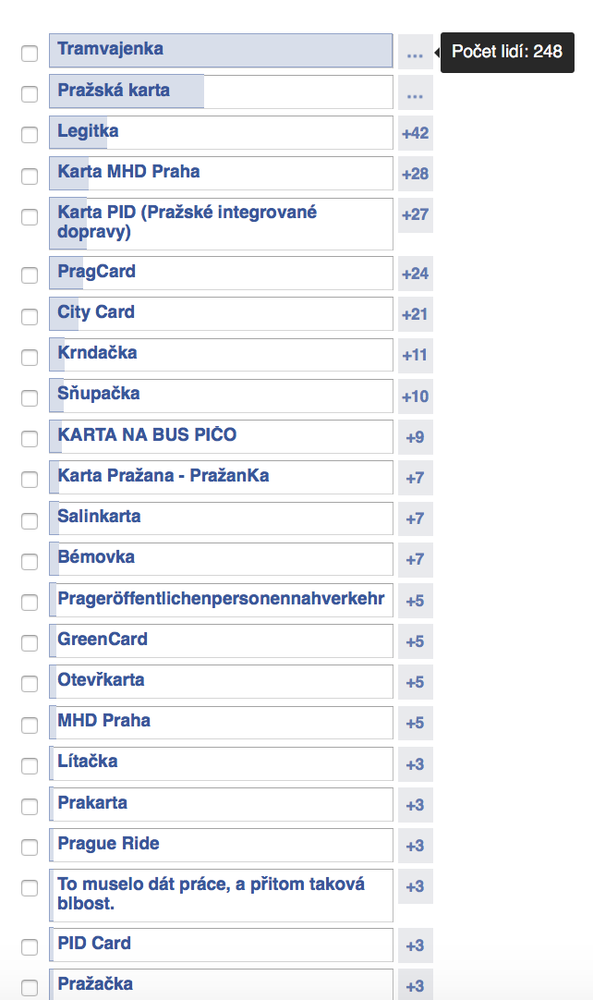 Tramvajenka
...
Počet lidí: 248
Pražská karta
...
Legitka
+42
Karta MHD Praha
+28
Karta PID (Pražské integrované
dopravy)
+27
PragCard
+24
City Card
+21
Krndačka
+11
Sňupačka
+10
KARTA NA BUS PIČO
+9
Karta Pražana - PražanKa
+7
Salinkarta
+7
Bémovka
+7
Prageröffentlichenpersonennahverkehr
+5
GreenCard
+5
Otevřkarta
+5
MHD Praha
+5
Lítačka
+3
Prakarta
+3
Prague Ride
+3
To muselo dát práce, a přitom taková
blbost.
+3
PID Card
+3
Pražačka
+3